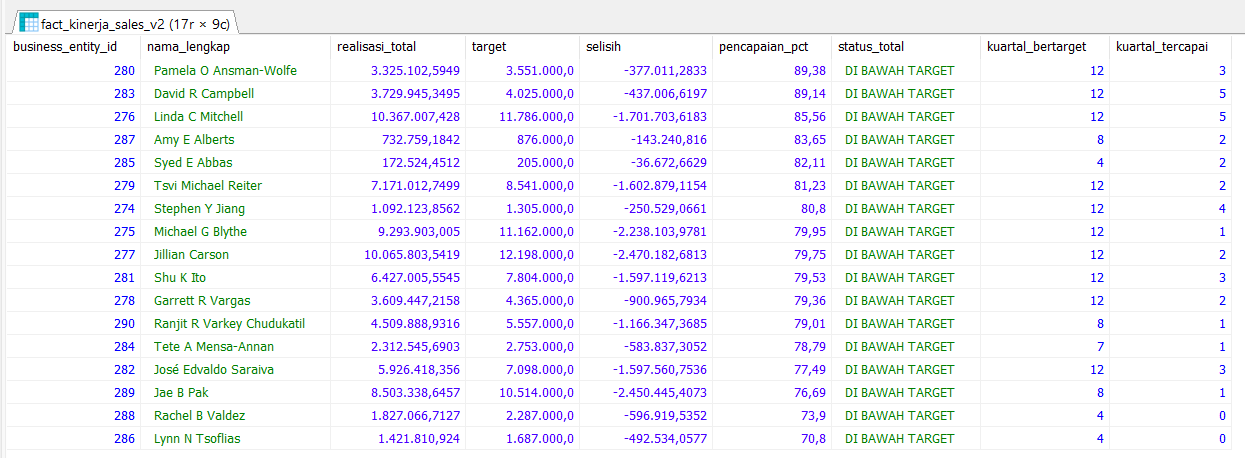 fact_kinerja_sales_v2 (17r × 9c)
business_entity_id nama_lengkap realisasi_total target selisih pencapaian_pct status_total kuartal_bertarget kuartal_tercapai
280 Pamela O Ansman-Wolfe 3.325.102,5949 3.551.000,0 -377.011,2833 89,38 DI BAWAH TARGET 12 3
283 David R Campbell 3.729.945,3495 4.025.000,0 -437.006,6197 89,14 DI BAWAH TARGET 12 5
276 Linda C Mitchell 10.367.007,428 11.786.000,0 -1.701.703,6183 85,56 DI BAWAH TARGET 12 5
287 Amy E Alberts 732.759,1842 876.000,0 -143.240,816 83,65 DI BAWAH TARGET 8 2
285 Syed E Abbas 172.524,4512 205.000,0 -36.672,6629 82,11 DI BAWAH TARGET 4 2
279 Tsvi Michael Reiter 7.171.012,7499 8.541.000,0 -1.602.879,1154 81,23 DI BAWAH TARGET 12 2
274 Stephen Y Jiang 1.092.123,8562 1.305.000,0 -250.529,0661 80,8 DI BAWAH TARGET 12 4
275 Michael G Blythe 9.293.903,005 11.162.000,0 -2.238.103,9781 79,95 DI BAWAH TARGET 12 1
277 Jillian Carson 10.065.803,5419 12.198.000,0 -2.470.182,6813 79,75 DI BAWAH TARGET 12 2
281 Shu K Ito 6.427.005,5545 7.804.000,0 -1.597.119,6213 79,53 DI BAWAH TARGET 12 3
278 Garrett R Vargas 3.609.447,2158 4.365.000,0 -900.965,7934 79,36 DI BAWAH TARGET 12 2
290 Ranjit R Varkey Chudukatil 4.509.888,9316 5.557.000,0 -1.166.347,3685 79,01 DI BAWAH TARGET 8 1
284 Tete A Mensa-Annan 2.312.545,6903 2.753.000,0 -583.837,3052 78,79 DI BAWAH TARGET 7 1
282 José Edvaldo Saraiva 5.926.418,356 7.098.000,0 -1.597.560,7536 77,49 DI BAWAH TARGET 12 3
289 Jae B Pak 8.503.338,6457 10.514.000,0 -2.450.445,4073 76,69 DI BAWAH TARGET 8 1
288 Rachel B Valdez 1.827.066,7127 2.287.000,0 -596.919,5352 73,9 DI BAWAH TARGET 4 0
286 Lynn N Tsoflias 1.421.810,924 1.687.000,0 -492.534,0577 70,8 DI BAWAH TARGET 4 0